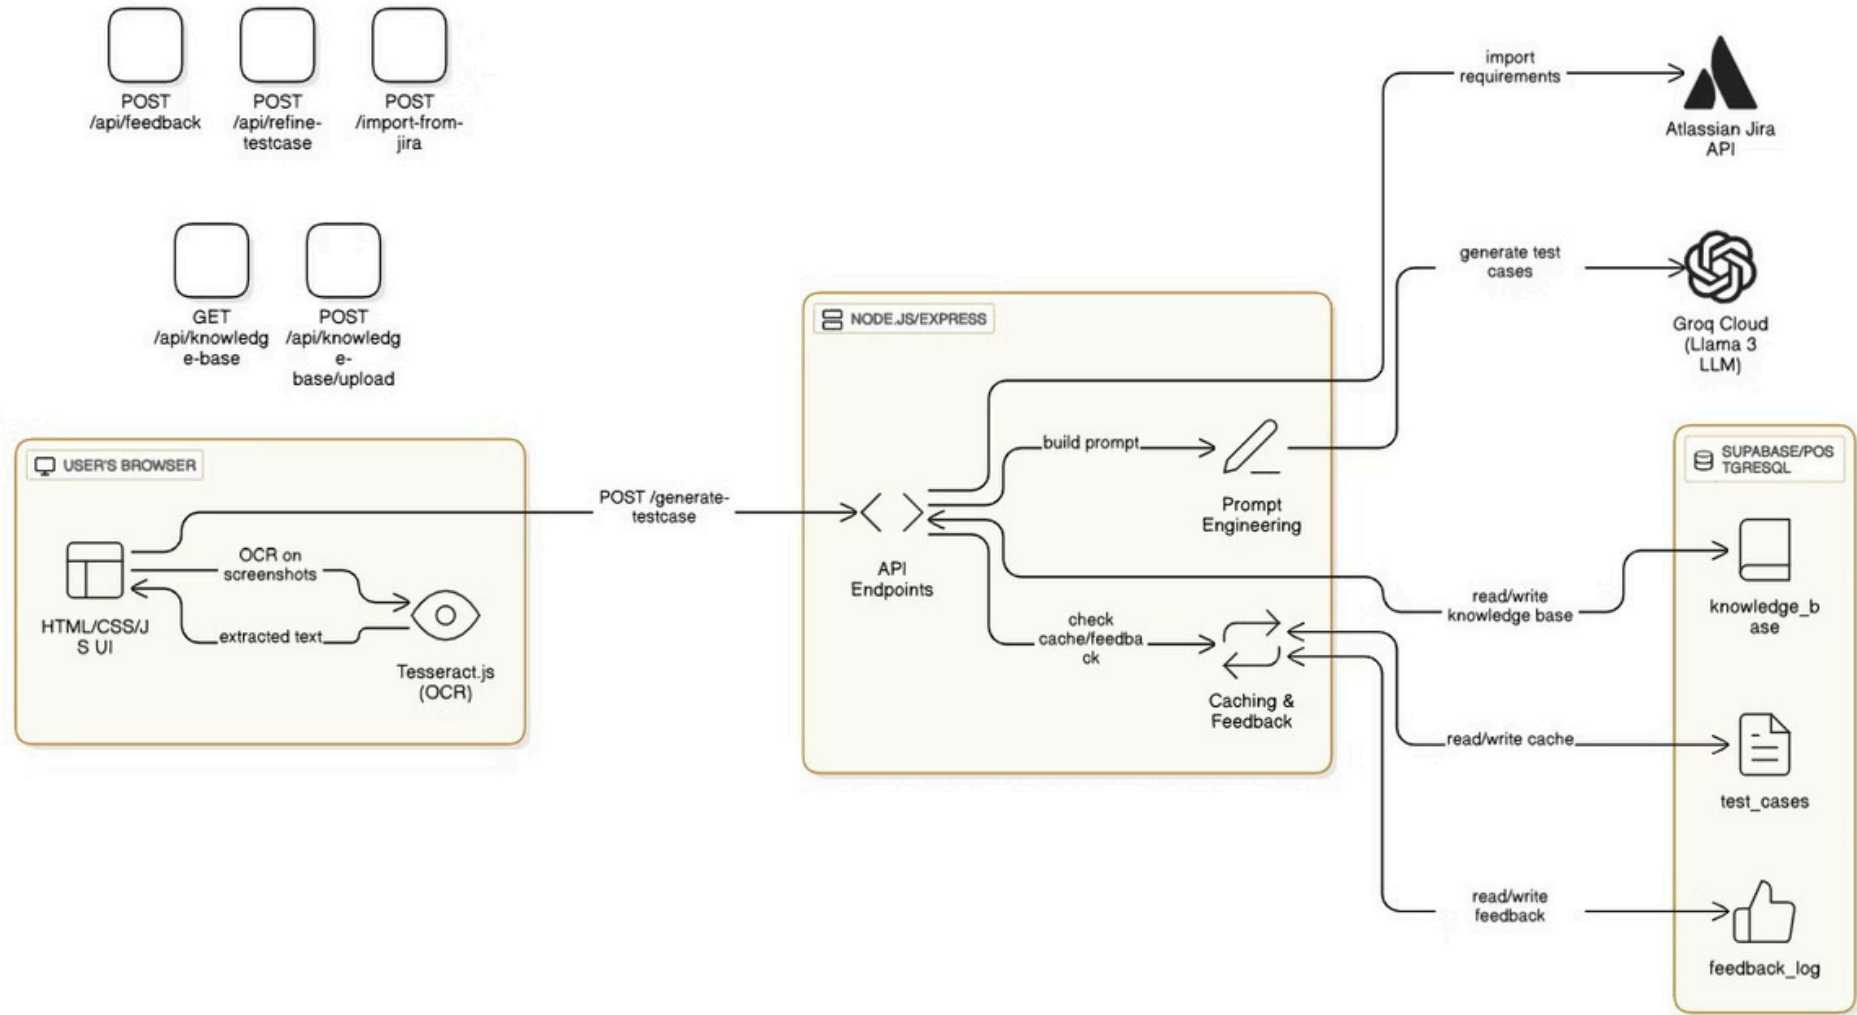 POST
/api/feedback
POST
/api/refine-
testcase
POST
/import-from-
jira
GET
/api/knowledg
e-base
POST
/api/knowledg
e-
base/upload
import
requirements
Atlassian Jira
API
generate test
cases
Groq Cloud
(Llama 3
LLM)
NODE.JS/EXPRESS
build prompt
Prompt
Engineering
API
Endpoints
check
cache/feedba
ck
Caching &
Feedback
USER'S BROWSER
POST /generate-
testcase
OCR on
screenshots
extracted text
HTML/CSS/J
S UI
Tesseract.js
(OCR)
SUPABASE/POS
TGRESQL
read/write
knowledge base
knowledge_b
ase
read/write cache
test_cases
read/write
feedback
feedback_log